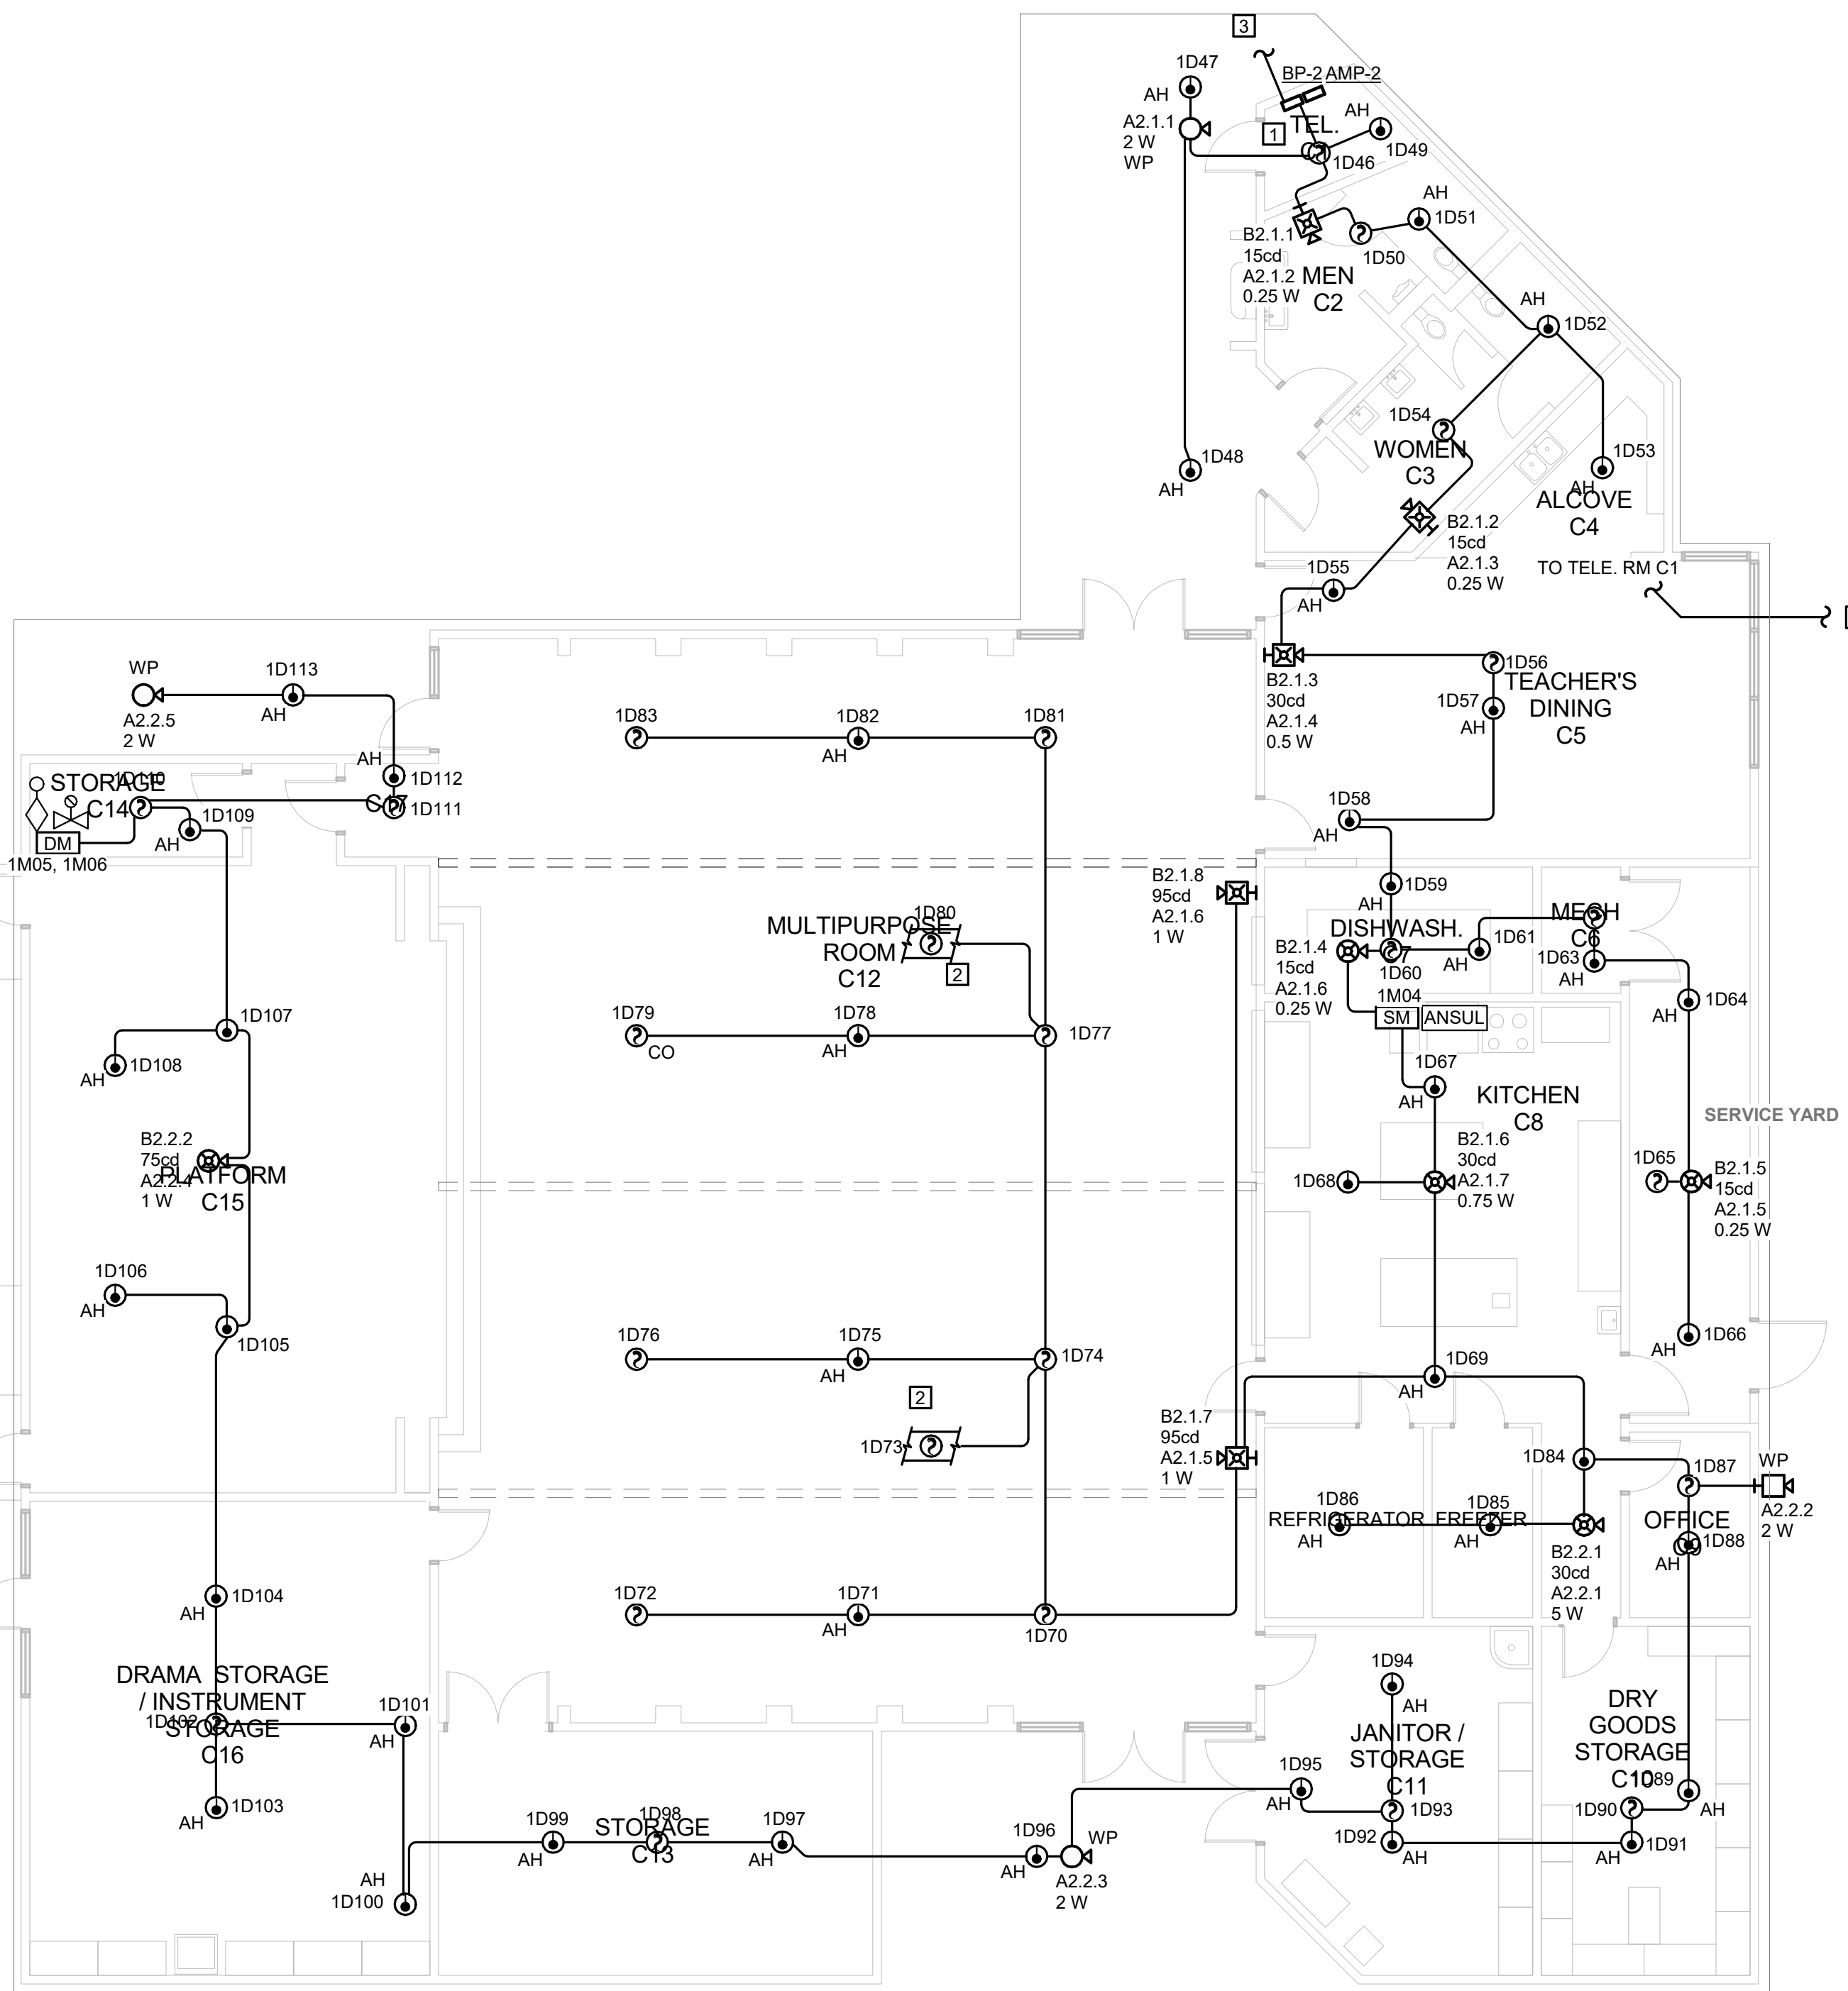 3
1D47
BP-2 AMP-2
AH
AH
A2.1.1
2 W
WP
1
TEL.
1D49
1D46
AH
1D51
B2.1.1
15cd
A2.1.2
0.25 W
1D50
MEN
C2
AH
1D52
1D54
WOMEN
C3
1D53
AH
ALCOVE
C4
1D48
AH
B2.1.2
15cd
A2.1.3
0.25 W
TO TELE. RM C1
1D55
AH
B2.1.3
30cd
A2.1.4
0.5 W
1D56
TEACHER'S
DINING
C5
1D57
AH
WP
1D113
AH
A2.2.5
2 W
AH
1D112
1D111
C17
1D110
STORAGE
C14
1D109
AH
DM
1M05, 1M06
1D83
1D82
AH
1D81
1D58
AH
1D59
AH
B2.1.8
95cd
A2.1.6
1 W
MULTIPURPOSE
ROOM
C12
1D80
2
DISHWASH.
C7
B2.1.4
15cd
A2.1.6
0.25 W
1D60
1D61
AH
MECH
C6
1D63
AH
1D64
AH
1M04
SM
ANSUL
1D107
1D108
AH
1D79
CO
1D78
AH
1D77
1D67
AH
KITCHEN
C8
SERVICE YARD
B2.2.2
75cd
A2.2.4
1 W
PLATFORM
C15
1D68
B2.1.6
30cd
A2.1.7
0.75 W
1D65
B2.1.5
15cd
A2.1.5
0.25 W
1D106
AH
1D105
1D76
1D75
AH
1D74
2
1D73
1D66
AH
1D69
AH
B2.1.7
95cd
A2.1.5
1 W
1D84
1D87
WP
A2.2.2
2 W
1D86
REFRIGERATOR
AH
1D85
FREEZER
AH
OFFICE
1D88
AH
B2.2.1
30cd
A2.2.1
5 W
1D104
AH
1D72
1D71
AH
1D70
DRAMA STORAGE
/ INSTRUMENT
STORAGE
C16
1D102
1D101
AH
1D103
AH
1D94
AH
JANITOR /
STORAGE
C11
DRY
GOODS
STORAGE
C10
1D89
AH
1D95
AH
1D93
1D90
1D92
AH
1D91
AH
AH
1D100
1D99
AH
STORAGE
C13
1D98
1D97
AH
1D96
AH
WP
A2.2.3
2 W